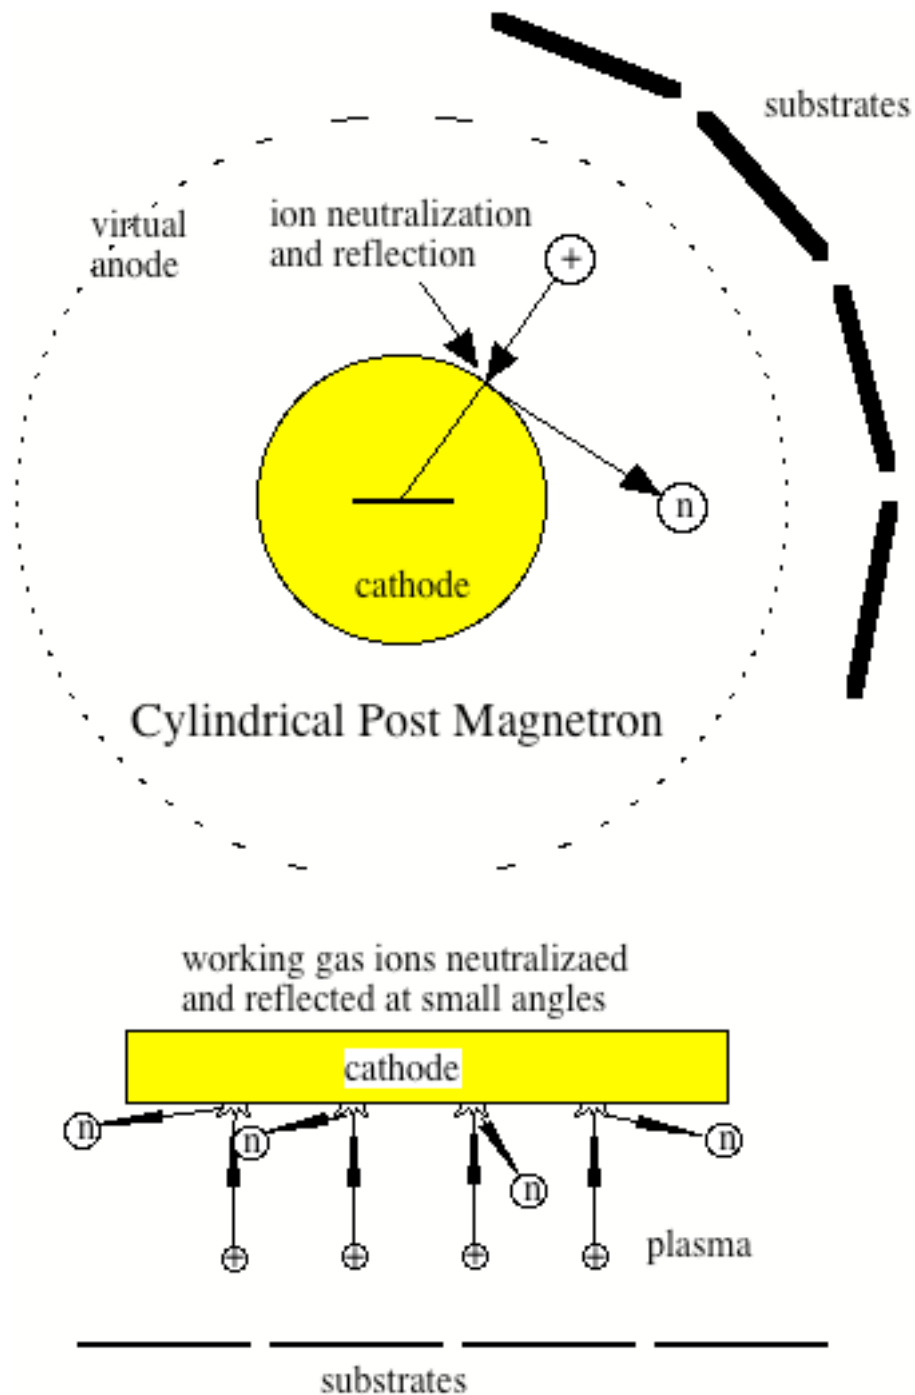 substrates
virtual
anode
ion neutralization
and reflection
+
n
cathode
Cylindrical Post Magnetron
working gas ions neutralizaed
and reflected at small angles
cathode
n
n
n
n
+
+
+
+
plasma
substrates